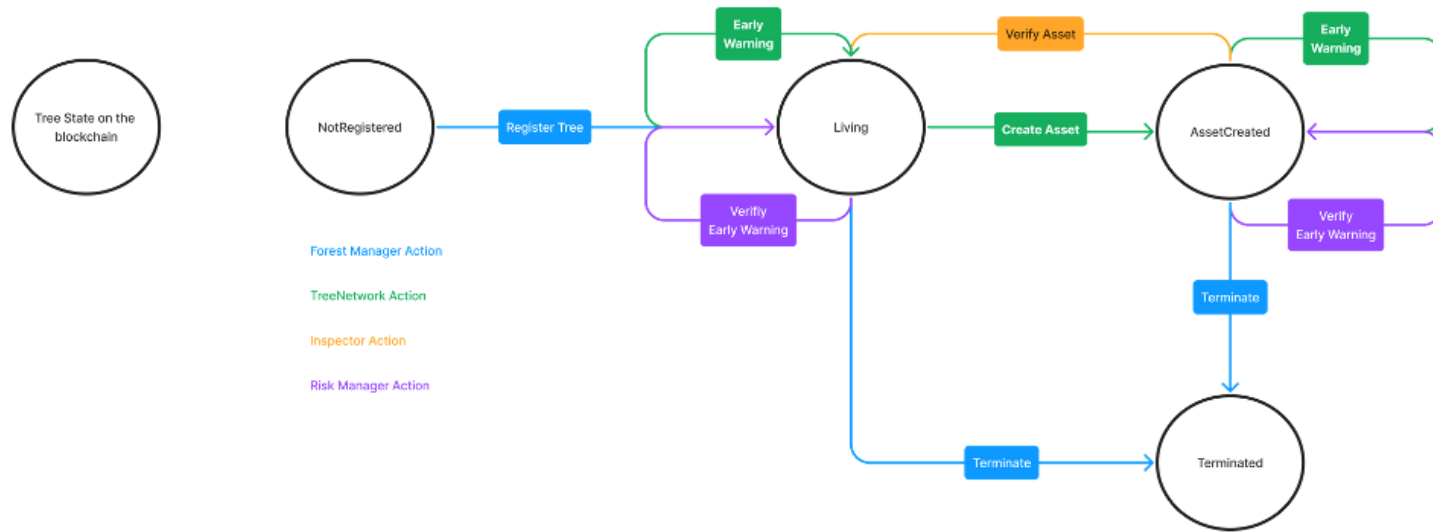 Early
Warning
Verify Asset
Early
Warning
Tree State on the
blockchain
NotRegistered
Register Tree
Living
Create Asset
AssetCreated
Verifiy
Early Warning
Verify
Early Warning
Forest Manager Action
TreeNetwork Action
Terminate
Inspector Action
Risk Manager Action
Terminate
Terminated